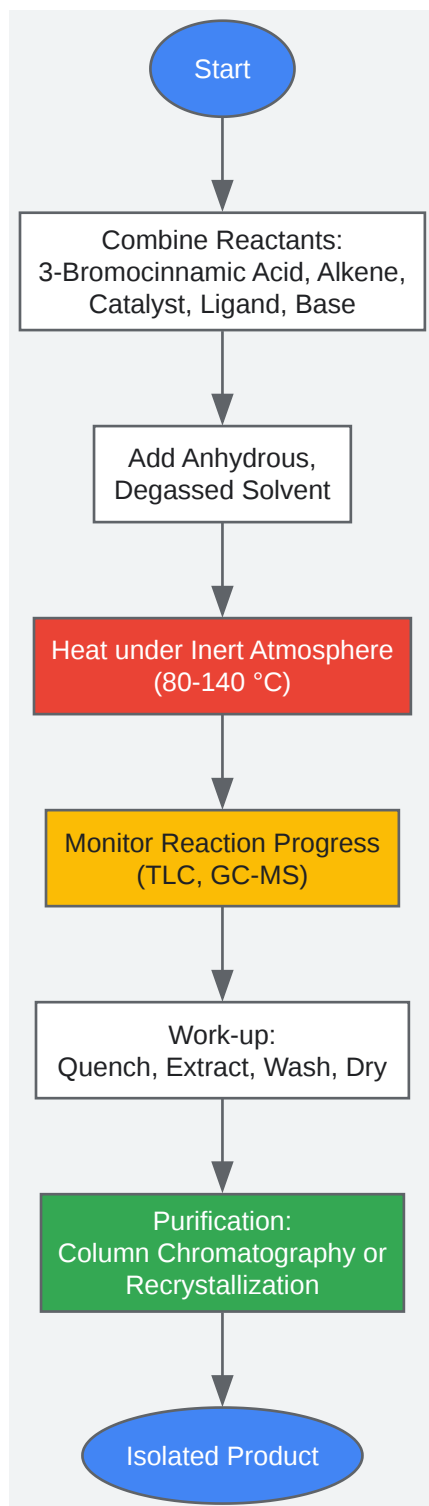 Start
Combine Reactants:
3-Bromocinnamic Acid, Alkene,
Catalyst, Ligand, Base
Add Anhydrous,
Degassed Solvent
Heat under Inert Atmosphere
(80-140 °C)
Monitor Reaction Progress
(TLC, GC-MS)
Work-up:
Quench, Extract, Wash, Dry
Purification:
Column Chromatography or
Recrystallization
Isolated Product